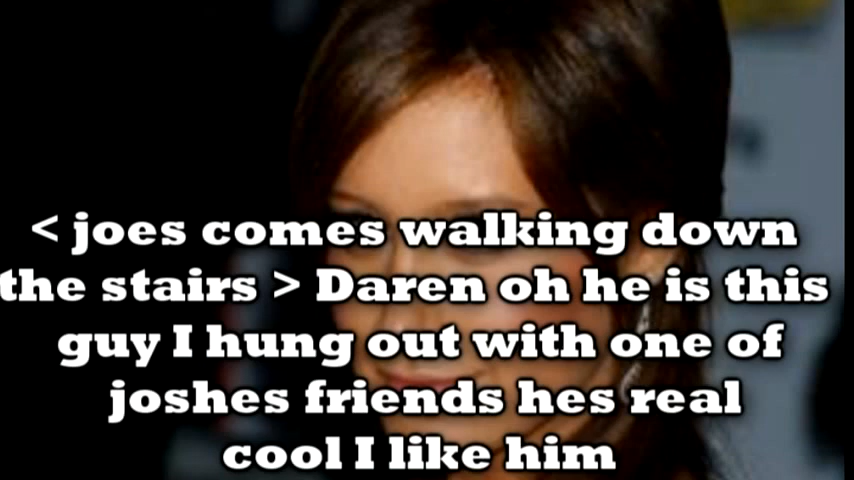 < joes comes walking down
the stairs > Daren oh he is this
guy I hung out with one of
joshes friends hes real
cool I like him